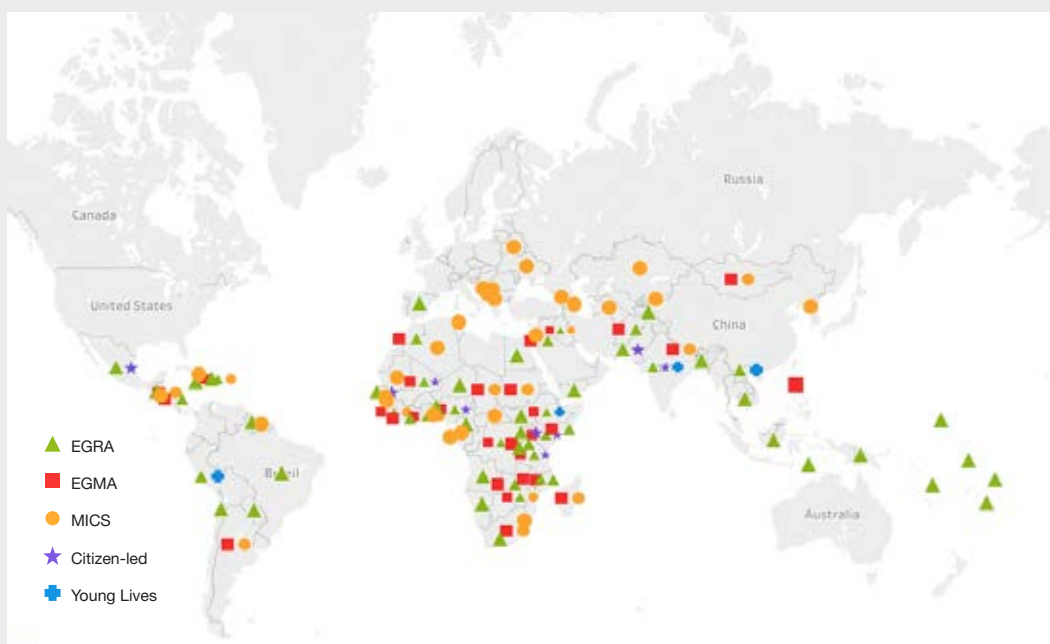 Russia
Canada
United States
China
Brazil
Australia
EGRA
EGMA
MICS
Citizen-led
Young Lives